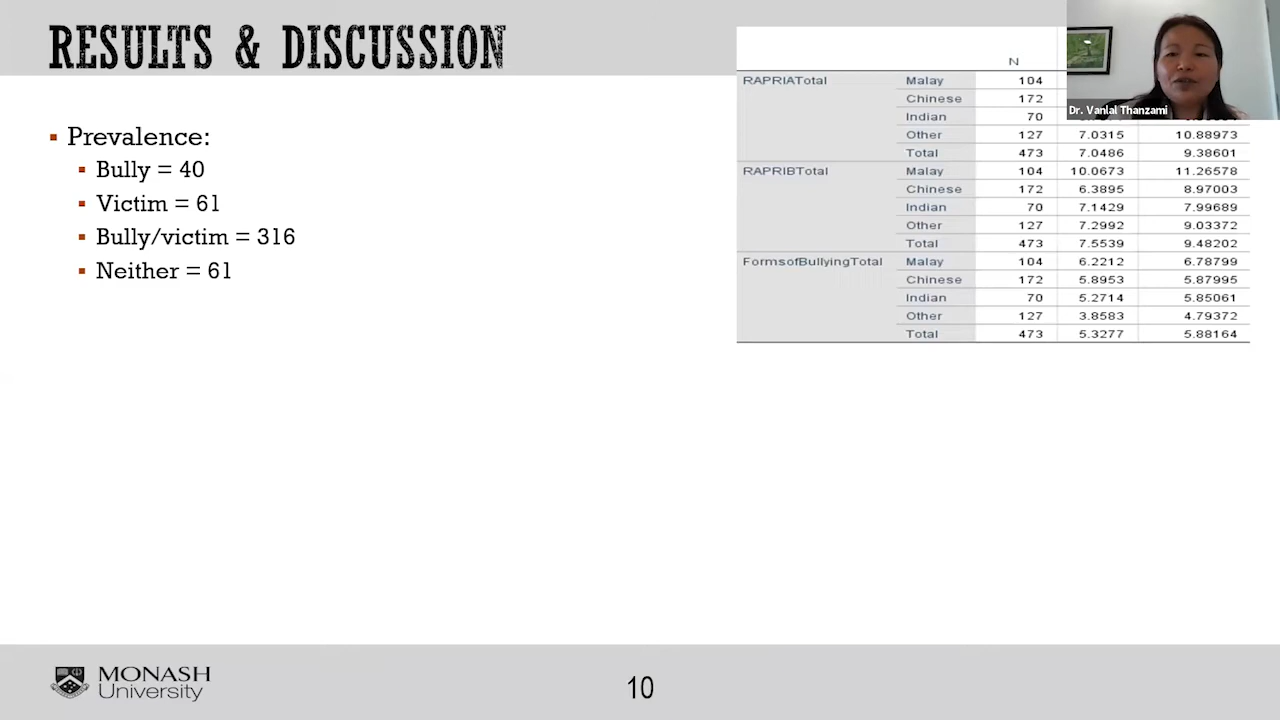 RESULTS & DISCUSSION
Prevalence:
Bully = 40
Victim = 61
Bully/victim = 316
Neither = 61
N
RAPRIATotal Malay 104
Chinese 172
Indian 70
Other 127 7.0315 10.88973
Total 473 7.0486 9.38601
RAPRIBTotal Malay 104 10.0673 11.26578
Chinese 172 6.3895 8.97003
Indian 70 7.1429 7.99689
Other 127 7.2992 9.03372
Total 473 7.5539 9.48202
FormsofBullyingTotal Malay 104 6.2212 6.78799
Chinese 172 5.8953 5.87995
Indian 70 5.2714 5.85061
Other 127 3.8583 4.79372
Total 473 5.3277 5.88164
Dr. Vanlal Thanzami
MONASH
University
10